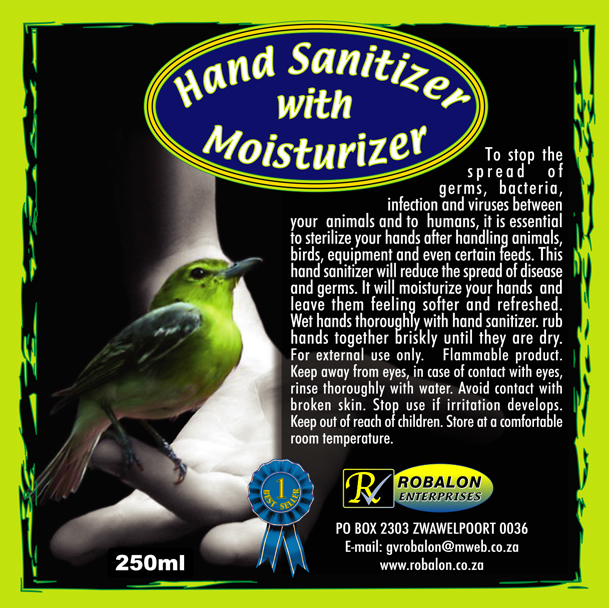 Hand Sanitizer
with
Moisturizer
To stop the
spread of
germs, bacteria,
infection and viruses between
your animals and to humans, it is essential
to sterilize your hands after handling animals,
birds, equipment and even certain feeds. This
hand sanitizer will reduce the spread of disease
and germs. It will moisturize your hands and
leave them feeling softer and refreshed.
Wet hands thoroughly with hand sanitizer. rub
hands together briskly until they are dry.
For external use only. Flammable product.
Keep away from eyes, in case of contact with eyes,
rinse thoroughly with water. Avoid contact with
broken skin. Stop use if irritation develops.
Keep out of reach of children. Store at a comfortable
room temperature.
1
BEST SELLER
RV ROBALON
ENTERPRISES
PO BOX 2303 ZWAWELPOORT 0036
E-mail: gvrobalon@mweb.co.za
www.robalon.co.za
250ml